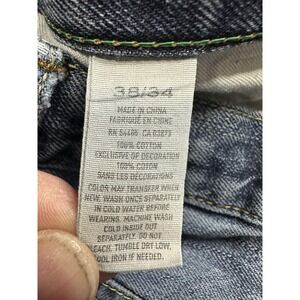 38/34
MADE IN CHINA
FABRIQUÉ EN CHINE
RN 54486 CA 03873
100% COTTON
EXCLUSIVE OF DECORATION
100% COTON
SANS LES DÉCORATIONS
COLOR MAY TRANSFER WHEN
NEW. WASH ONCE SEPARATELY
IN COLD WATER BEFORE
WEARING. MACHINE WASH
COLD INSIDE OUT
SEPARATELY. DO NOT
BLEACH. TUMBLE DRY LOW,
COOL IRON IF NEEDED.